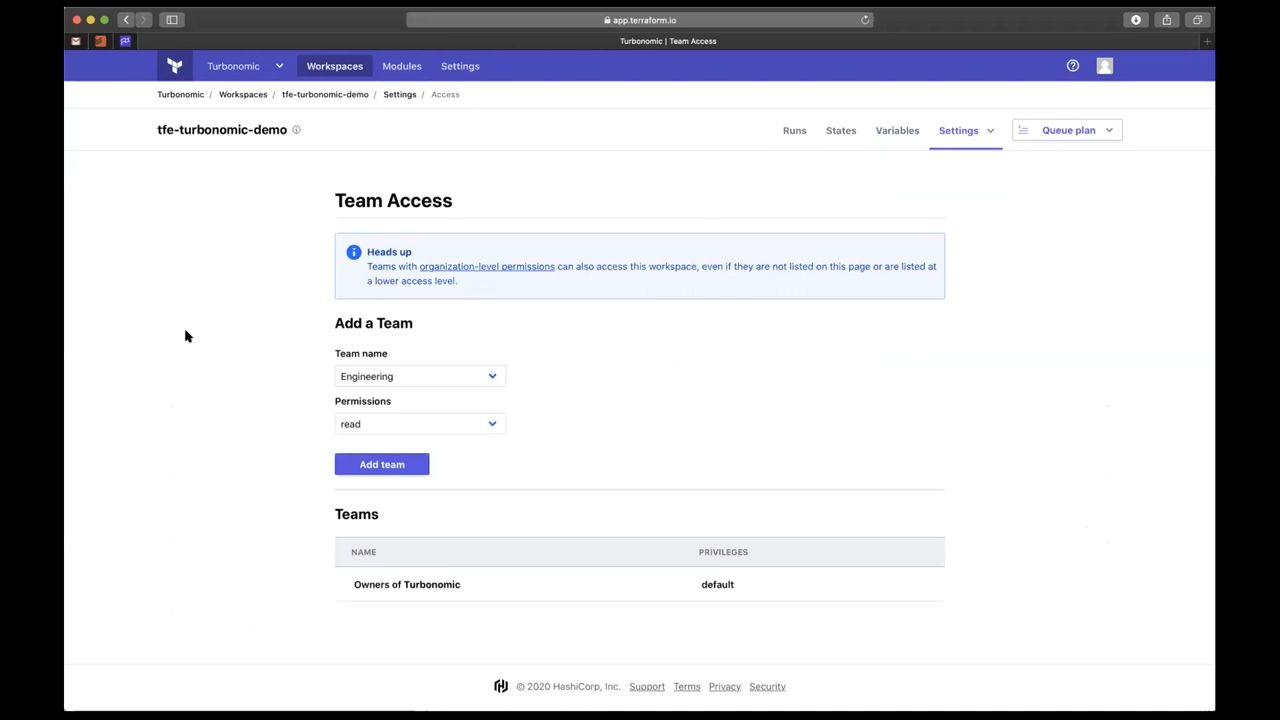 app.terraform.io
Turbonomic | Team Access
Turbonomic Workspaces Modules Settings
Turbonomic / Workspaces / tfe-turbonomic-demo / Settings / Access
tfe-turbonomic-demo Runs States Variables Settings Queue plan
Team Access
Heads up
Teams with organization-level permissions can also access this workspace, even if they are not listed on this page or are listed at
a lower access level.
Add a Team
Team name
Engineering
Permissions
read
Add team
Teams
NAME PRIVILEGES
Owners of Turbonomic default
© 2020 HashiCorp, Inc. Support Terms Privacy Security